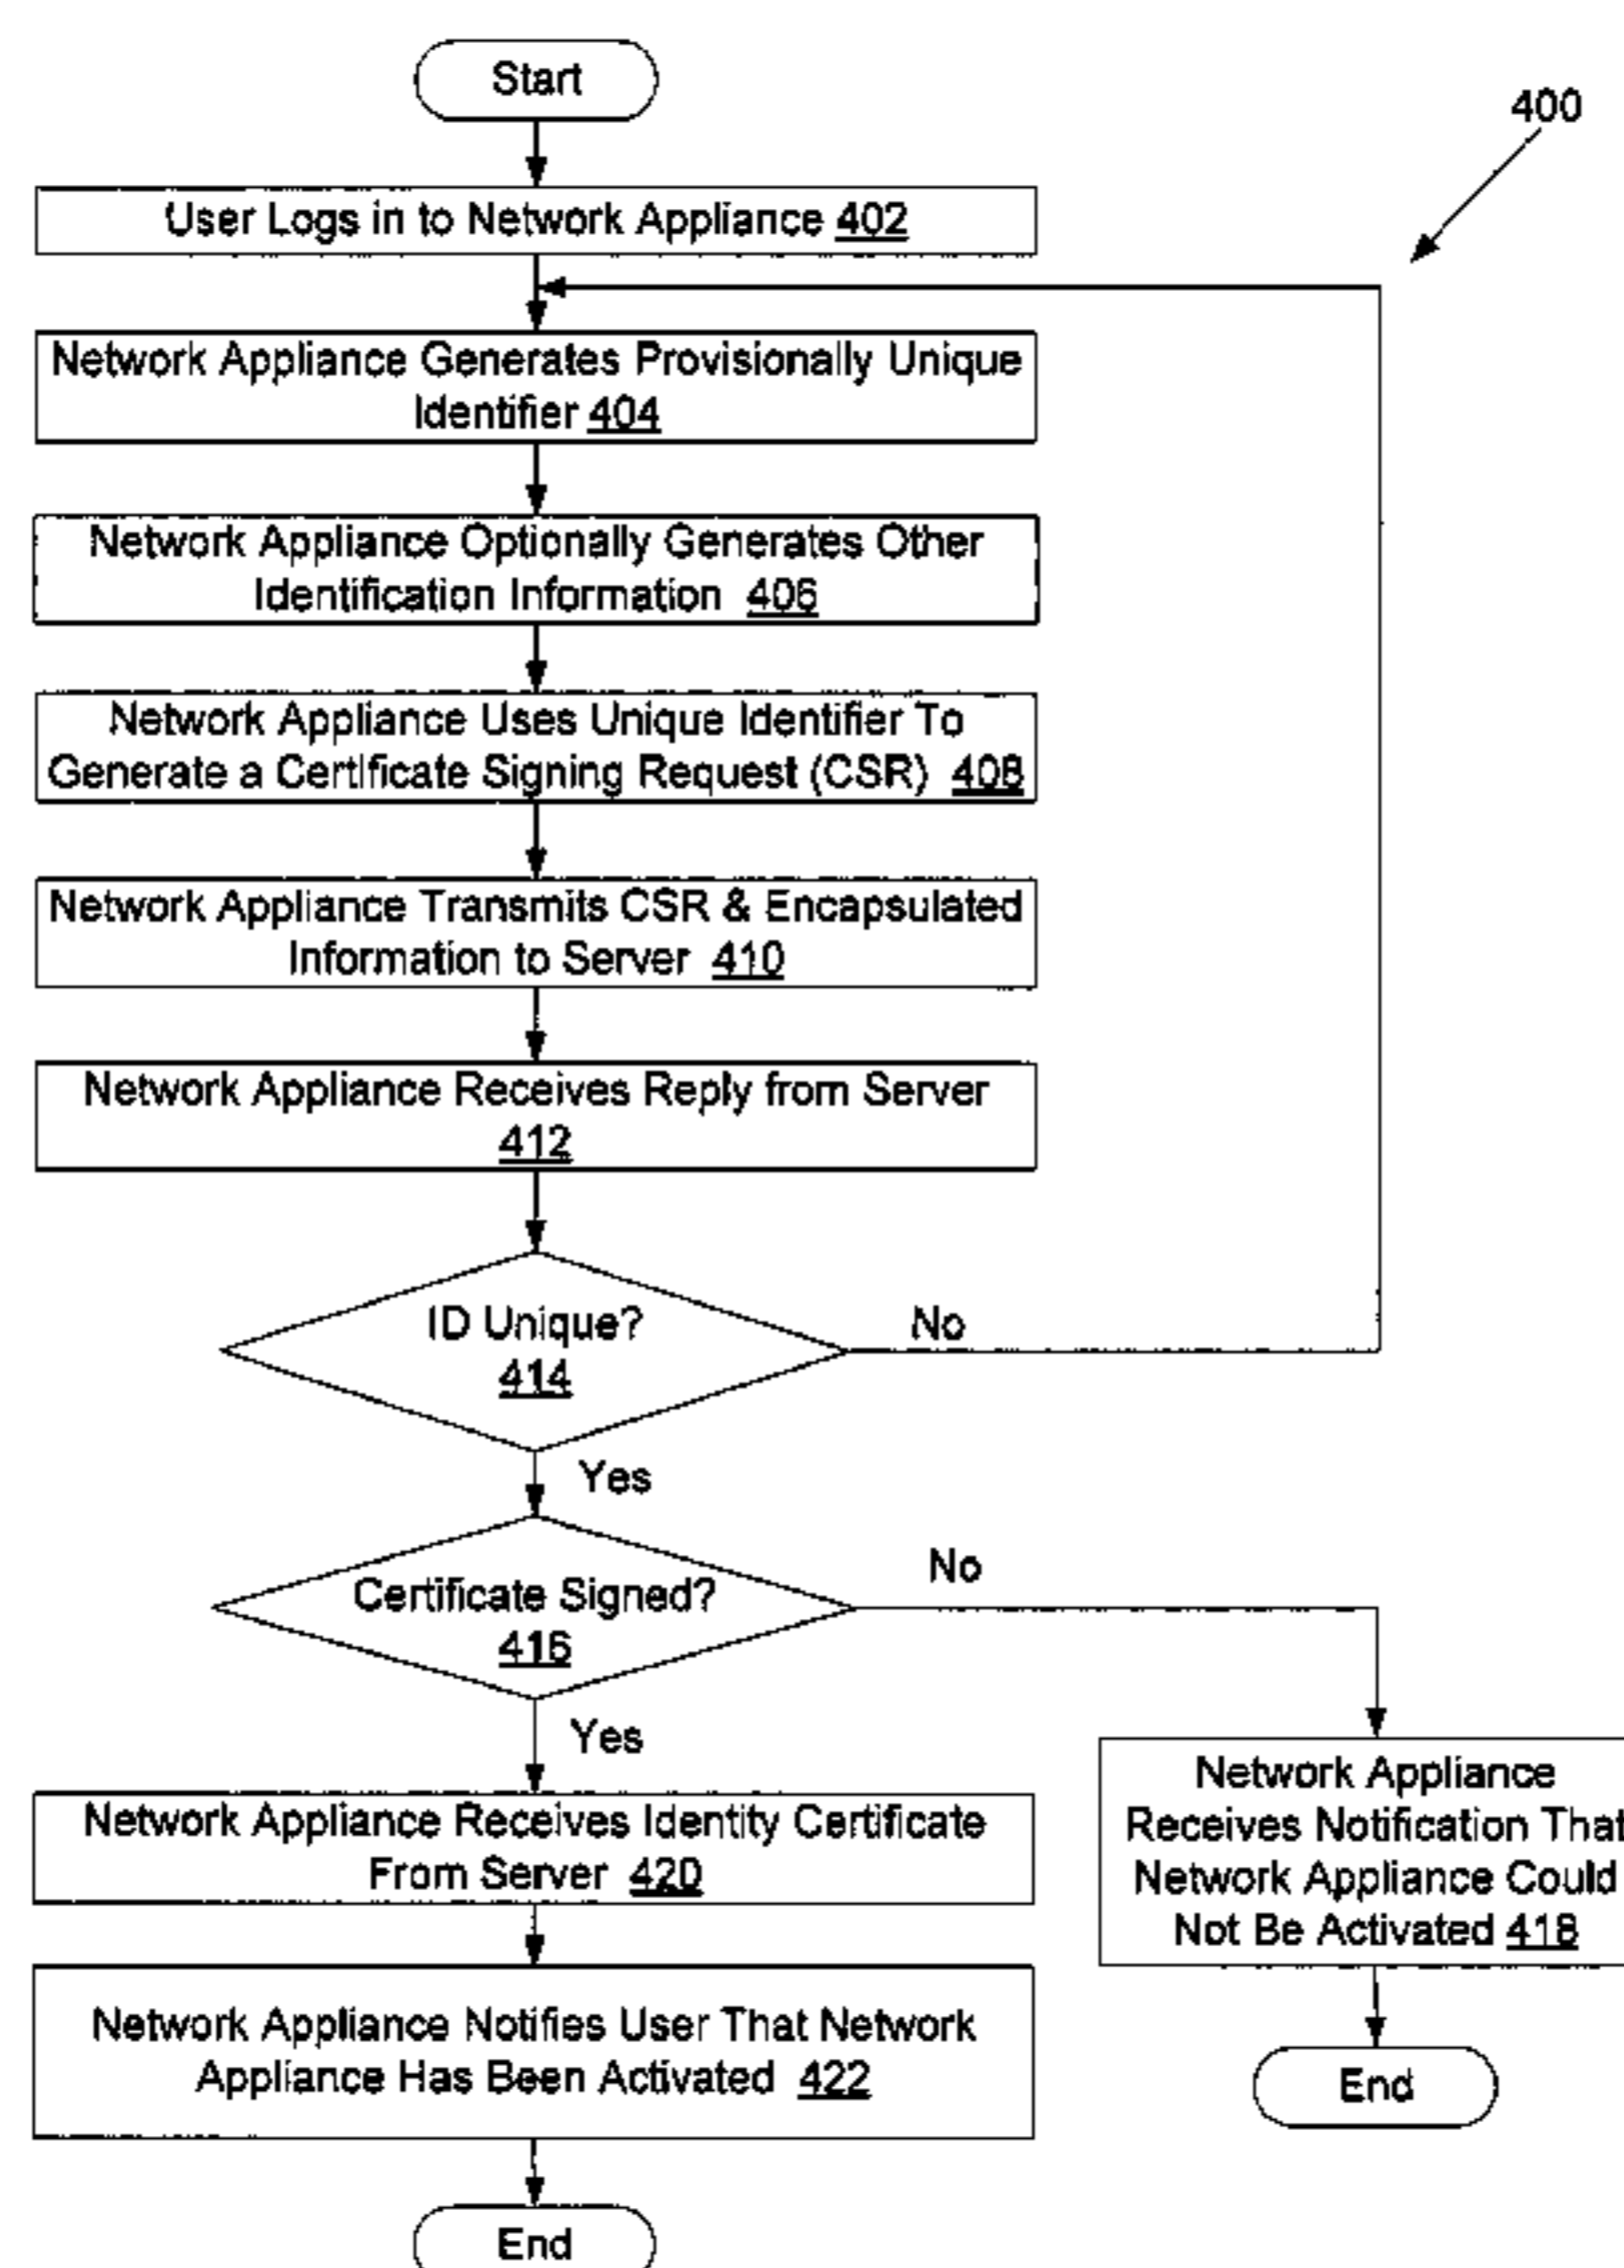 Start
400
User Logs in to Network Appliance 402
Network Appliance Generates Provisionally Unique
Identifier 404
Network Appliance Optionally Generates Other
Identification Information 406
Network Appliance Uses Unique Identifier To
Generate a Certificate Signing Request (CSR) 408
Network Appliance Transmits CSR & Encapsulated
Information to Server 410
Network Appliance Receives Reply from Server
412
ID Unique?
414
No
Yes
Certificate Signed?
416
No
Yes
Network Appliance Receives Identity Certificate
From Server 420
Network Appliance
Receives Notification That
Network Appliance Could
Not Be Activated 418
Network Appliance Notifies User That Network
Appliance Has Been Activated 422
End
End